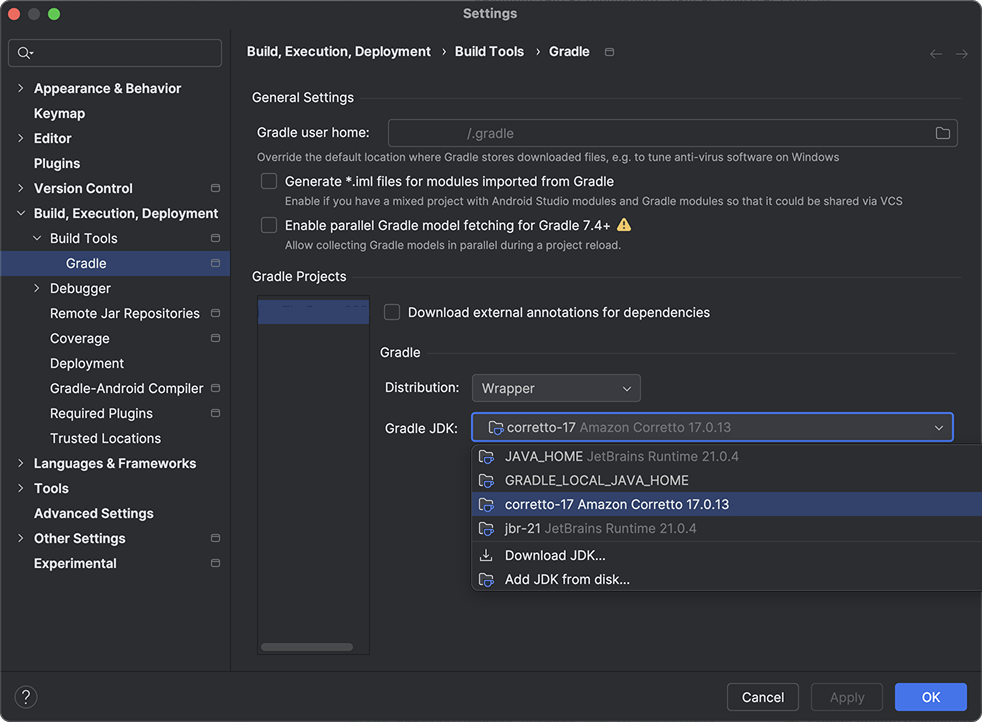 Settings
Build, Execution, Deployment › Build Tools › Gradle
Appearance & Behavior
Keymap
Editor
Plugins
Version Control
Build, Execution, Deployment
Build Tools
Gradle
Debugger
Remote Jar Repositories
Coverage
Deployment
Gradle-Android Compiler
Required Plugins
Trusted Locations
Languages & Frameworks
Tools
Advanced Settings
Other Settings
Experimental
General Settings
Gradle user home: /.gradle
Override the default location where Gradle stores downloaded files, e.g. to tune anti-virus software on Windows
Generate *.iml files for modules imported from Gradle
Enable if you have a mixed project with Android Studio modules and Gradle modules so that it could be shared via VCS
Enable parallel Gradle model fetching for Gradle 7.4+
Allow collecting Gradle models in parallel during a project reload.
Gradle Projects
Download external annotations for dependencies
Gradle
Distribution: Wrapper
Gradle JDK: corretto-17 Amazon Corretto 17.0.13
JAVA_HOME JetBrains Runtime 21.0.4
GRADLE_LOCAL_JAVA_HOME
corretto-17 Amazon Corretto 17.0.13
jbr-21 JetBrains Runtime 21.0.4
Download JDK...
Add JDK from disk...
?
Cancel
Apply
OK